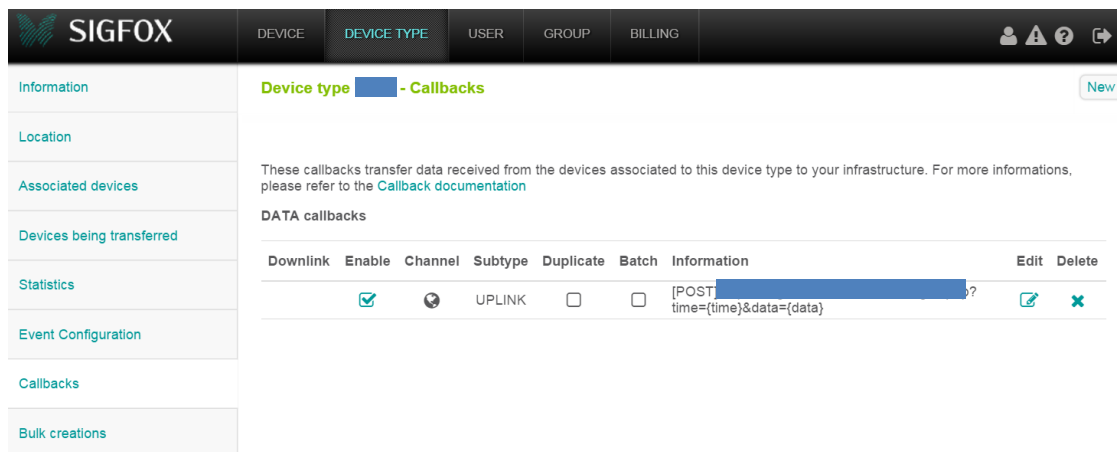 SIGFOX
DEVICE
DEVICE TYPE
USER
GROUP
BILLING
Information
Location
Associated devices
Devices being transferred
Statistics
Event Configuration
Callbacks
Bulk creations
Device type - Callbacks
New
These callbacks transfer data received from the devices associated to this device type to your infrastructure. For more informations,
please refer to the Callback documentation
DATA callbacks
Downlink Enable Channel Subtype Duplicate Batch Information Edit Delete
UPLINK [POST] ?
time={time}&data={data}